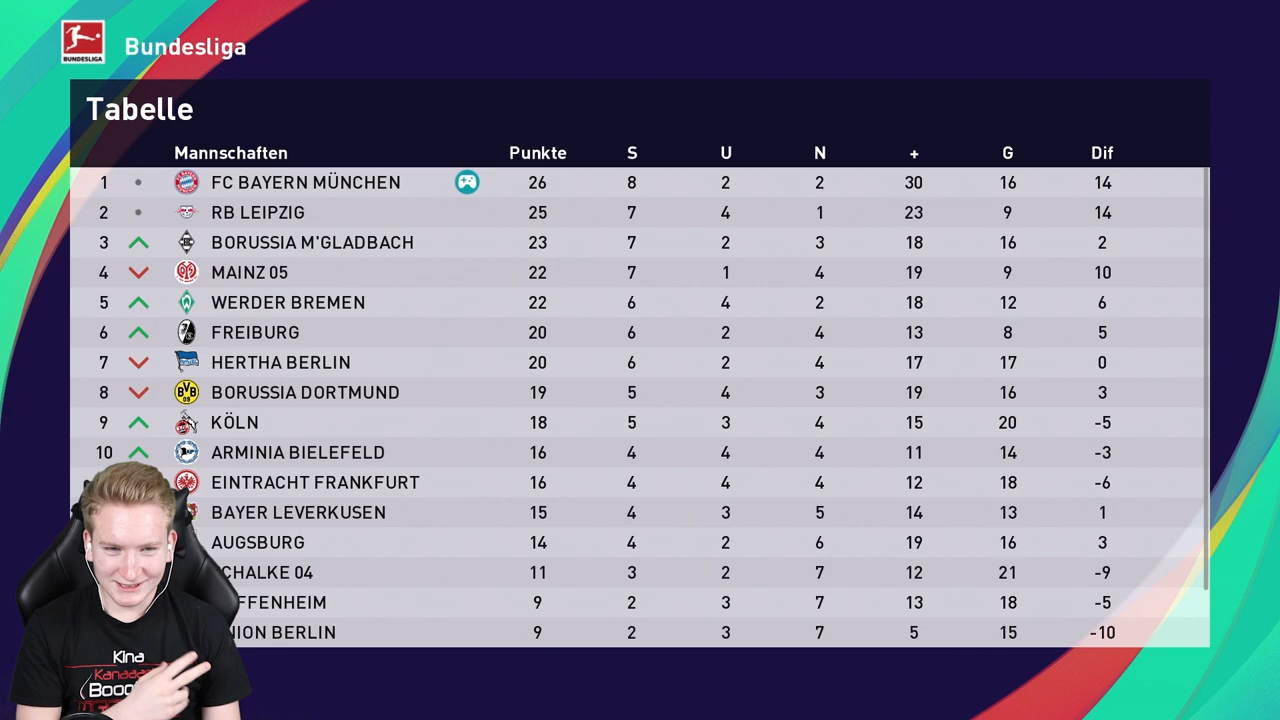 BUNDESLIGA
Bundesliga
Tabelle
Mannschaften Punkte S U N + G Dif
1 FC BAYERN MÜNCHEN 26 8 2 2 30 16 14
2 RB LEIPZIG 25 7 4 1 23 9 14
3 BORUSSIA M'GLADBACH 23 7 2 3 18 16 2
4 MAINZ 05 22 7 1 4 19 9 10
5 WERDER BREMEN 22 6 4 2 18 12 6
6 FREIBURG 20 6 2 4 13 8 5
7 HERTHA BERLIN 20 6 2 4 17 17 0
8 BORUSSIA DORTMUND 19 5 4 3 19 16 3
9 KÖLN 18 5 3 4 15 20 -5
10 ARMINIA BIELEFELD 16 4 4 4 11 14 -3
EINTRACHT FRANKFURT 16 4 4 4 12 18 -6
BAYER LEVERKUSEN 15 4 3 5 14 13 1
AUGSBURG 14 4 2 6 19 16 3
CHALKE 04 11 3 2 7 12 21 -9
FFENHEIM 9 2 3 7 13 18 -5
NION BERLIN 9 2 3 7 5 15 -10
Kina